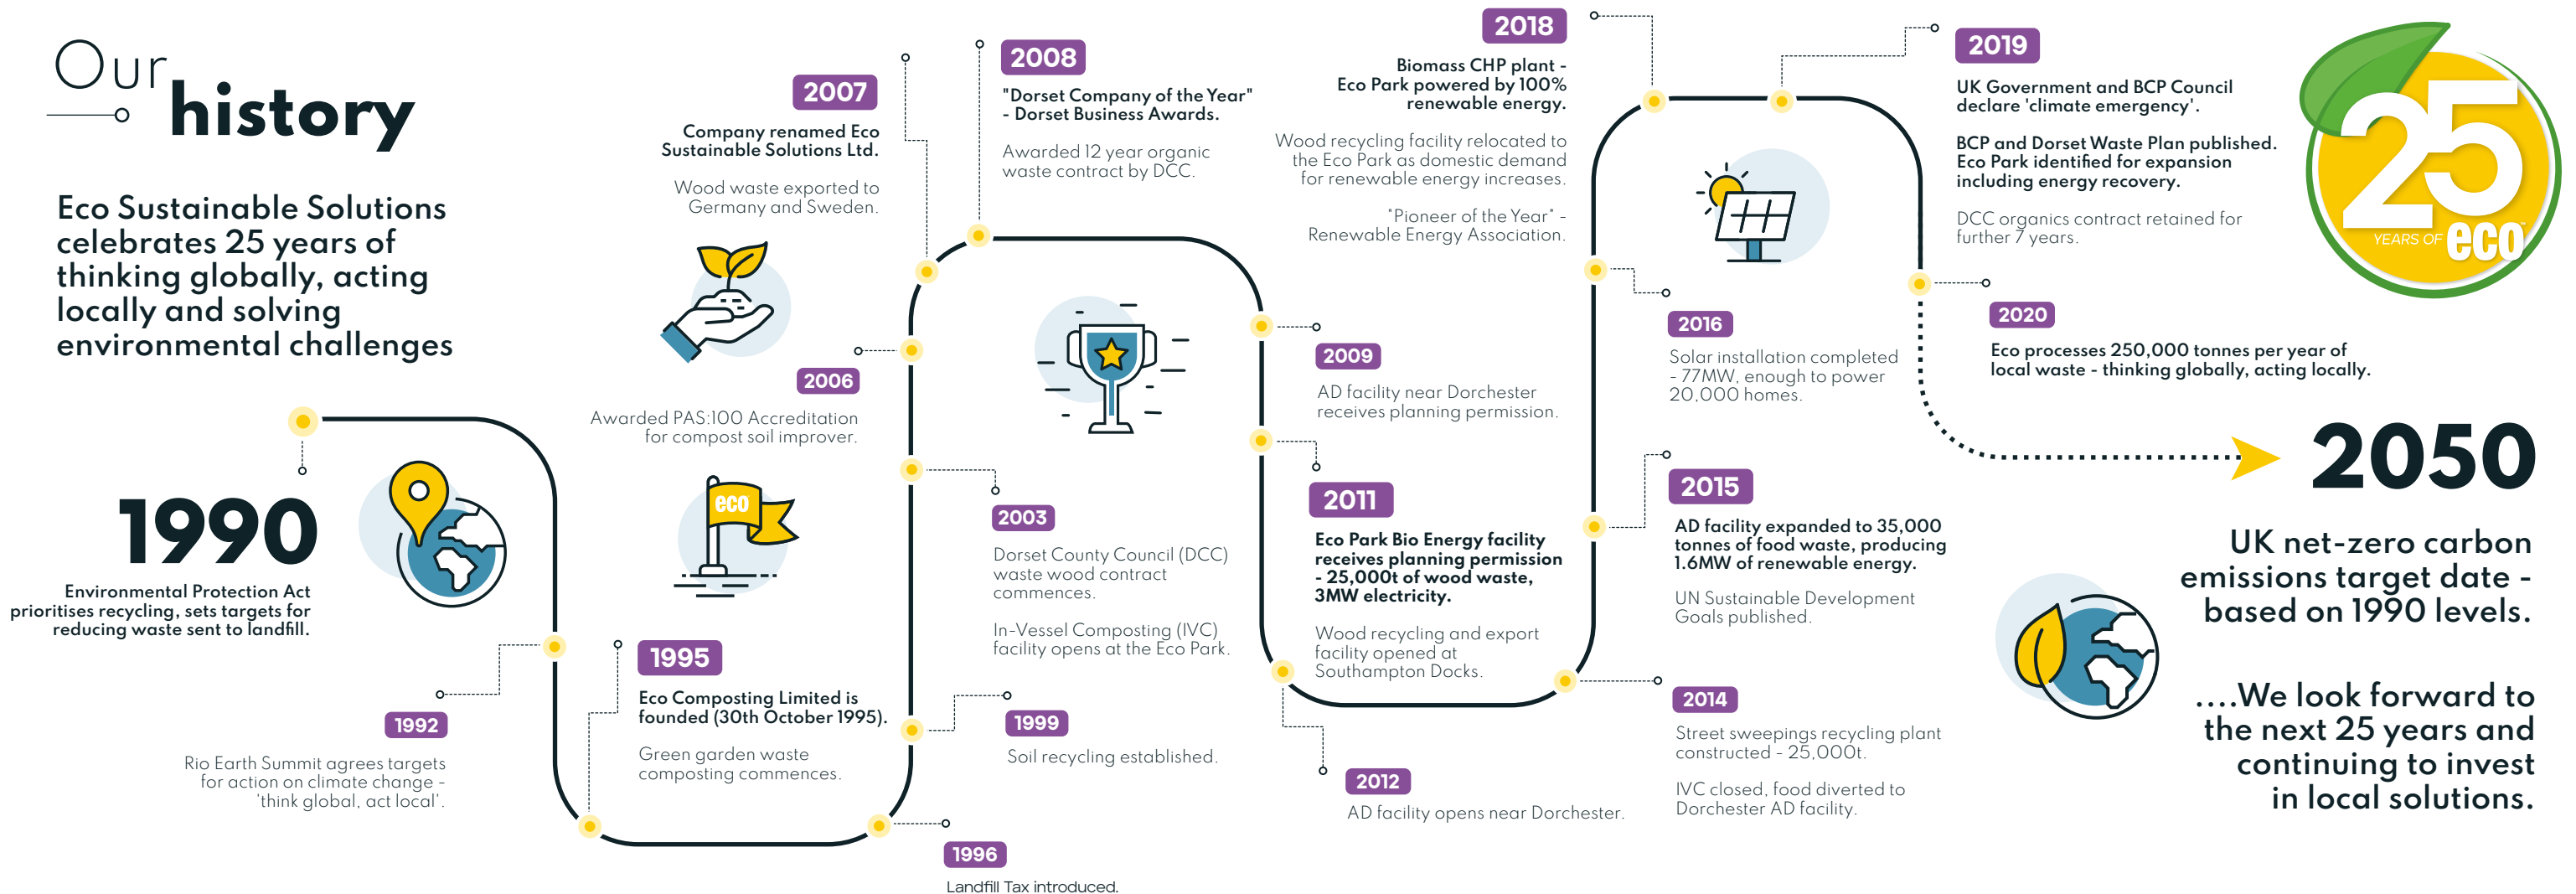 Our
history
Eco Sustainable Solutions
celebrates 25 years of
thinking globally, acting
locally and solving
environmental challenges
1990
Environmental Protection Act
prioritises recycling, sets targets for
reducing waste sent to landfill.
1992
Rio Earth Summit agrees targets
for action on climate change -
'think global, act local'.
1995
Eco Composting Limited is
founded (30th October 1995).
Green garden waste
composting commences.
1996
Landfill Tax introduced.
1999
Soil recycling established.
2003
Dorset County Council (DCC)
waste wood contract
commences.
In-Vessel Composting (IVC)
facility opens at the Eco Park.
eco
2006
Awarded PAS:100 Accreditation
for compost soil improver.
2007
Company renamed Eco
Sustainable Solutions Ltd.
Wood waste exported to
Germany and Sweden.
2008
"Dorset Company of the Year"
- Dorset Business Awards.
Awarded 12 year organic
waste contract by DCC.
2009
AD facility near Dorchester
receives planning permission.
2011
Eco Park Bio Energy facility
receives planning permission
- 25,000t of wood waste,
3MW electricity.
Wood recycling and export
facility opened at
Southampton Docks.
2012
AD facility opens near Dorchester.
2014
Street sweepings recycling plant
constructed - 25,000t.
IVC closed, food diverted to
Dorchester AD facility.
2015
AD facility expanded to 35,000
tonnes of food waste, producing
1.6MW of renewable energy.
UN Sustainable Development
Goals published.
2016
Solar installation completed
- 77MW, enough to power
20,000 homes.
2018
Biomass CHP plant -
Eco Park powered by 100%
renewable energy.
Wood recycling facility relocated to
the Eco Park as domestic demand
for renewable energy increases.
"Pioneer of the Year" -
Renewable Energy Association.
2019
UK Government and BCP Council
declare 'climate emergency'.
BCP and Dorset Waste Plan published.
Eco Park identified for expansion
including energy recovery.
DCC organics contract retained for
further 7 years.
25
YEARS OF eco™
2020
Eco processes 250,000 tonnes per year of
local waste - thinking globally, acting locally.
2050
UK net-zero carbon
emissions target date -
based on 1990 levels.
....We look forward to
the next 25 years and
continuing to invest
in local solutions.